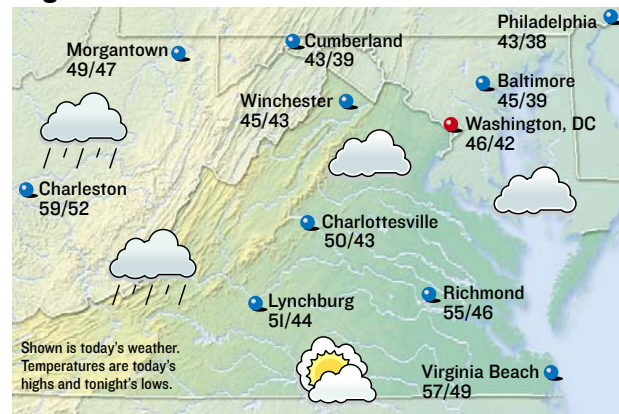 Philadelphia
43/38
Morgantown
49/47
Cumberland
43/39
Baltimore
45/39
Winchester
45/43
Washington, DC
46/42
Charleston
59/52
Charlottesville
50/43
Lynchburg
51/44
Richmond
55/46
Shown is today's weather.
Temperatures are today's
highs and tonight's lows.
Virginia Beach
57/49